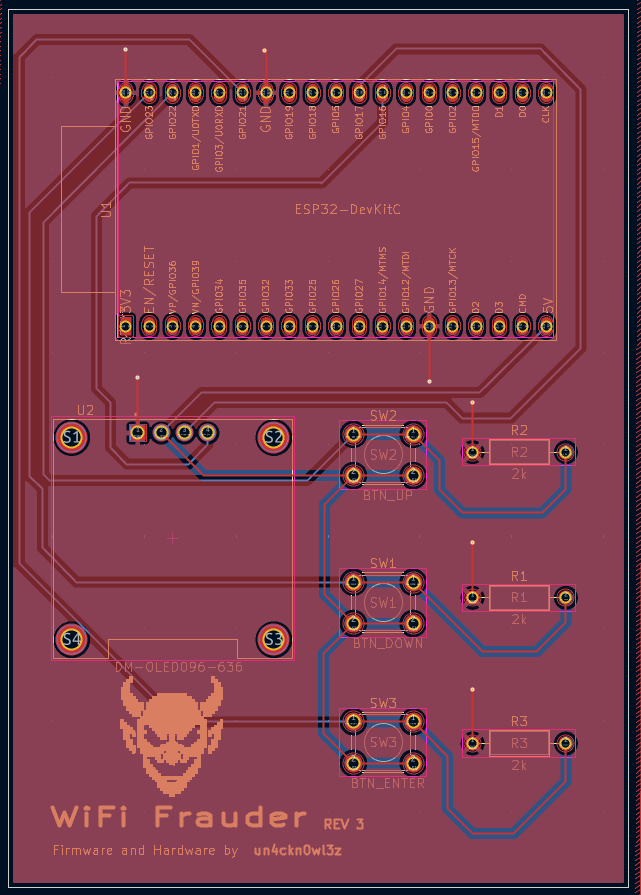 GND GPIO23 GPIO22 GPIO1/U0TXD GPIO3/U0RXD GPIO21 GND GPIO19 GPIO18 GPIO5 GPIO17 GPIO16 GPIO4 GPIO0 GPIO2 GPIO15/MTDO D1 D0 CLK
U1
ESP32-DevKitC
3V3 EN/RESET VP/GPIO36 VN/GPIO39 GPIO34 GPIO35 GPIO32 GPIO33 GPIO25 GPIO26 GPIO27 GPIO14/MTMS GPIO12/MTDI GND GPIO13/MTCK D2 D3 CMD 5V
U2
SW2
R2
S1
S2
SW2
R2
2k
BTN_UP
SW1
R1
SW1
R1
2k
S4
S3
BTN_DOWN
DM-OLED096-636
SW3
R3
SW3
R3
2k
BTN_ENTER
WiFi Frauder REV 3
Firmware and Hardware by un4ckn0wl3z